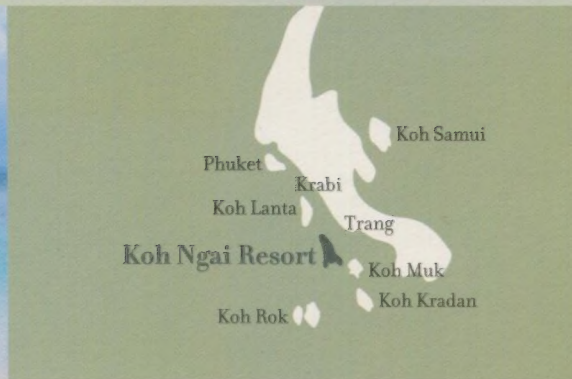 Koh Samui
Phuket
Krabi
Koh Lanta
Trang
Koh Ngai Resort
Koh Muk
Koh Kradan
Koh Rok